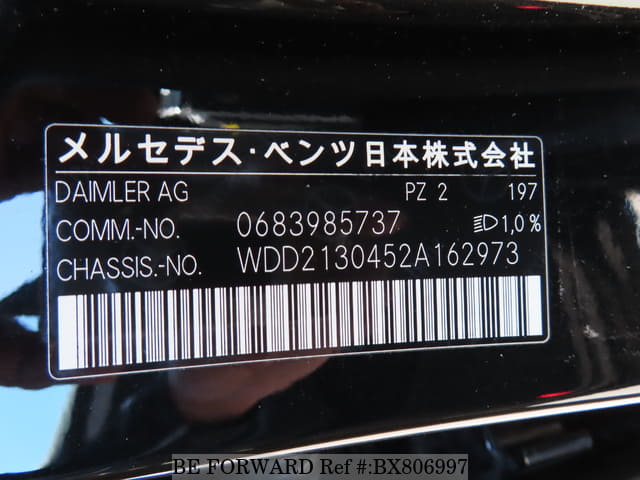 メルセデス・ベンツ日本株式会社
DAIMLER AG PZ 2 197
COMM.-NO. 0683985737 1,0%
CHASSIS.-NO. WDD2130452A162973
BE FORWARD Ref #:BX806997